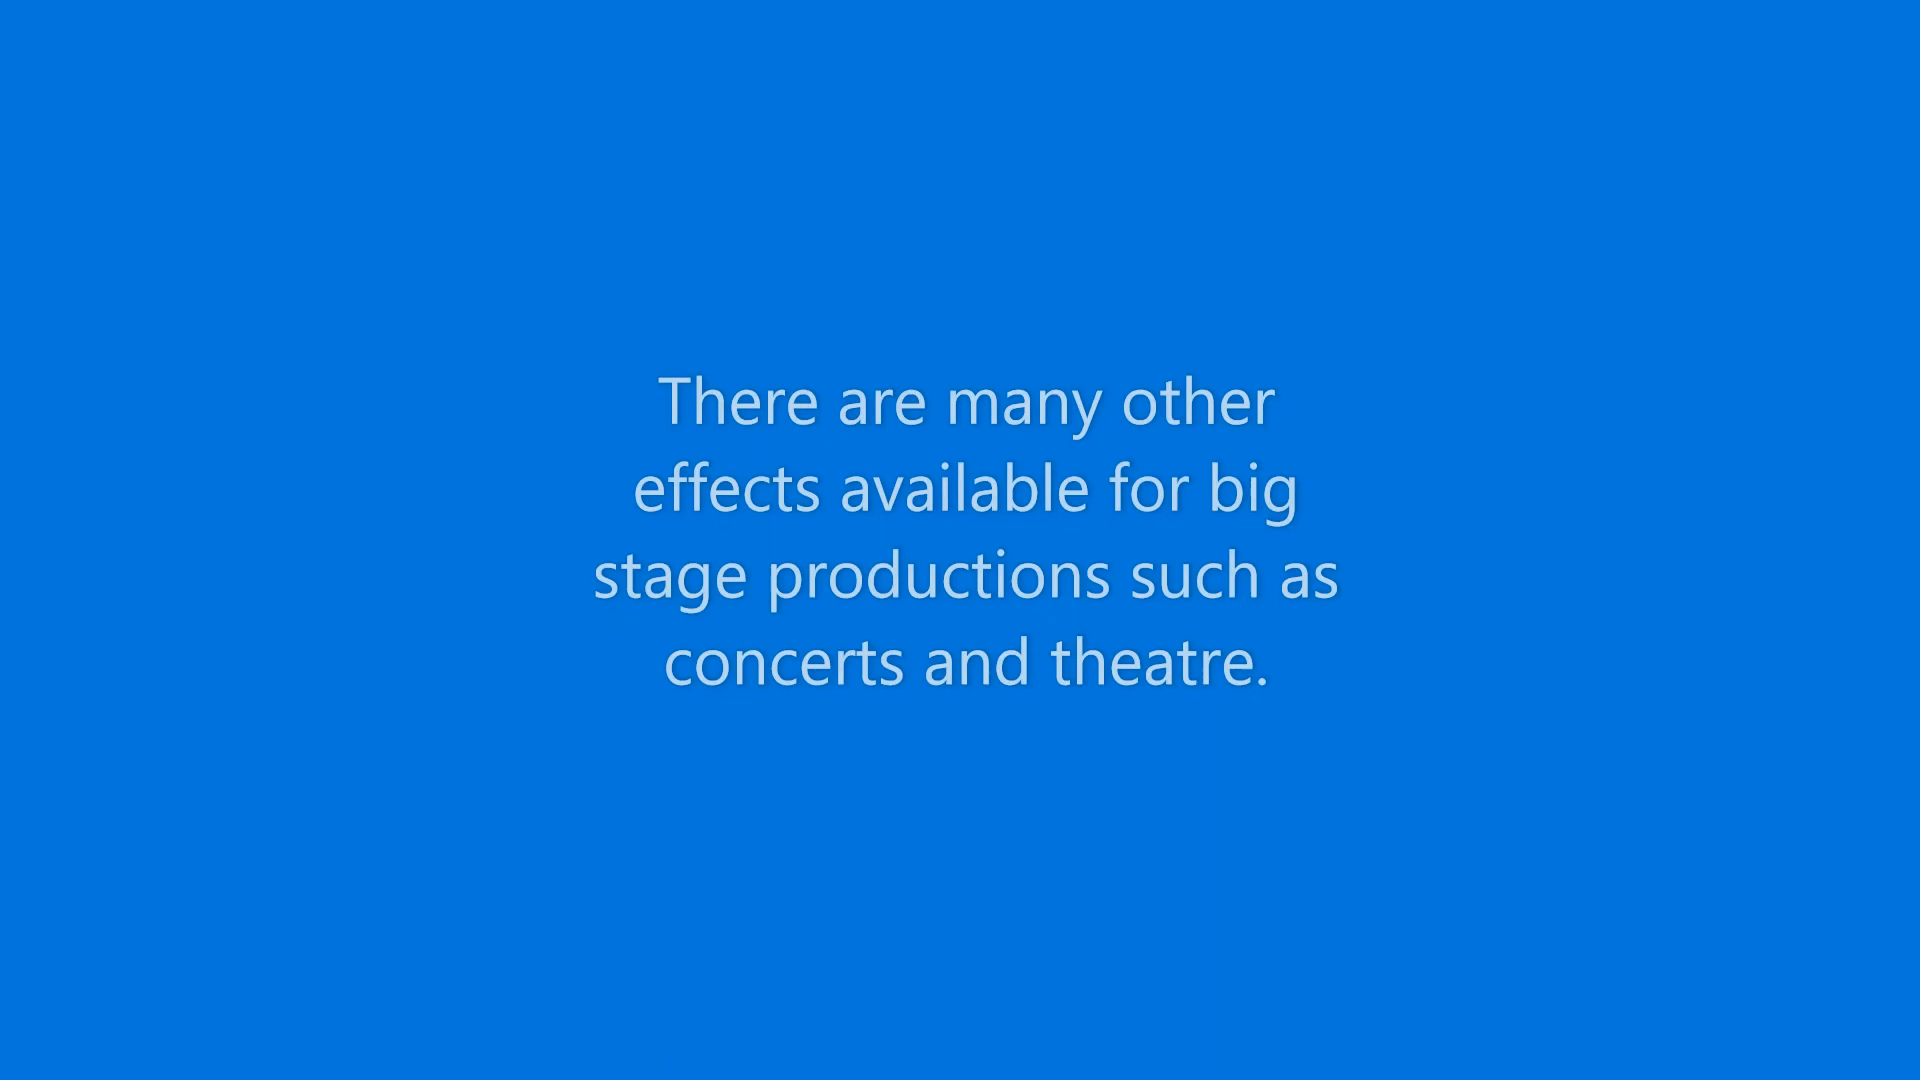 There are many other
effects available for big
stage productions such as
concerts and theatre.